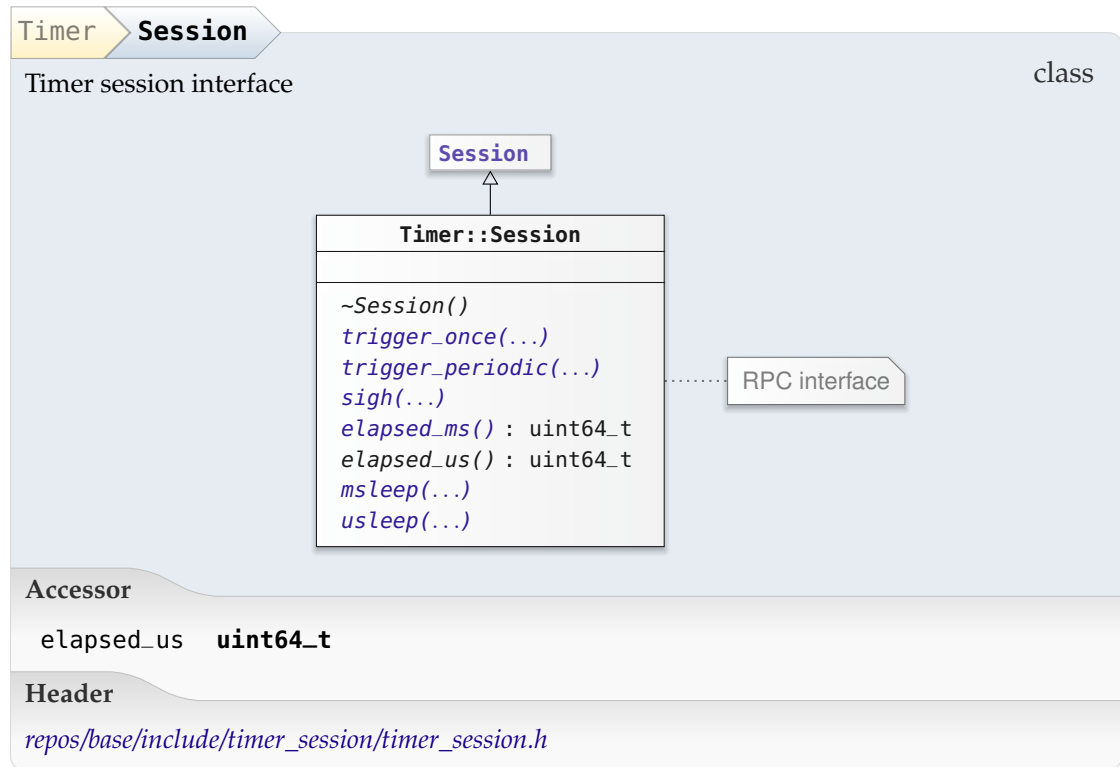 Timer Session
class
Timer session interface
Session
Timer::Session
~Session()
trigger_once(...)
trigger_periodic(...)
sigh(...)
elapsed_ms() : uint64_t
elapsed_us() : uint64_t
msleep(...)
usleep(...)
RPC interface
Accessor
elapsed_us uint64_t
Header
repos/base/include/timer_session/timer_session.h